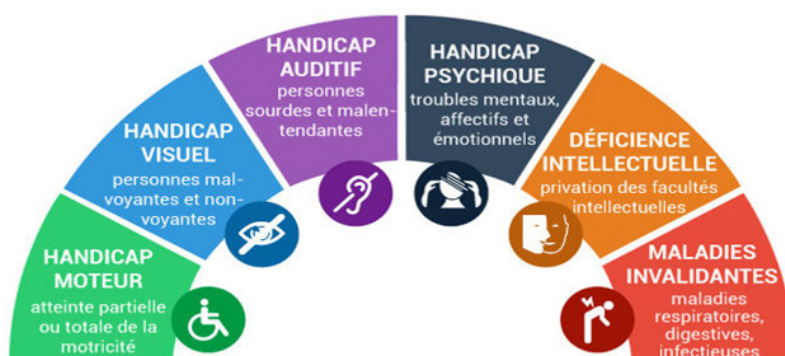 HANDICAP
MOTEUR
atteinte partielle
ou totale de la
motricité
HANDICAP
VISUEL
personnes mal-
voyantes et non-
voyantes
HANDICAP
AUDITIF
personnes
sourdes et malen-
tendantes
HANDICAP
PSYCHIQUE
troubles mentaux,
affectifs et
émotionnels
DÉFICIENCE
INTELLECTUELLE
privation des facultés
intellectuelles
MALADIES
INVALIDANTES
maladies
respiratoires,
digestives,
infectieuses